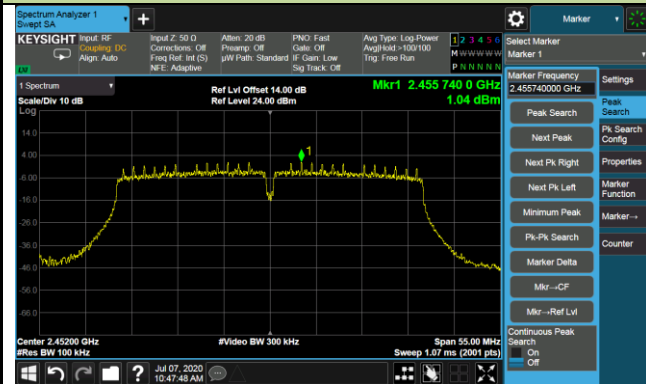 Spectrum Analyzer 1
Swept SA
Marker
KEYSIGHT
Input: RF
Coupling: DC
Align: Auto
Input Z: 50 Ω
Corrections: Off
Freq Ref: Int (S)
NFE: Adaptive
Atten: 20 dB
Preamp: Off
µW Path: Standard
PNO: Fast
Gate: Off
IF Gain: Low
Sig Track: Off
Avg Type: Log-Power
Avg|Hold:>100/100
Trig: Free Run
1 2 3 4 5 6
M W W W W W
P N N N N N
Select Marker
Marker 1
1 Spectrum
Scale/Div 10 dB
Log
Ref Lvl Offset 14.00 dB
Ref Level 24.00 dBm
Mkr1 2.455 740 0 GHz
1.04 dBm
14.0
4.00
-6.00
-16.0
-26.0
-36.0
-46.0
-56.0
-66.0
1
Center 2.45200 GHz
#Res BW 100 kHz
#Video BW 300 kHz
Span 55.00 MHz
Sweep 1.07 ms (2001 pts)
Marker Frequency
2.455740000 GHz
Peak Search
Next Peak
Next Pk Right
Next Pk Left
Minimum Peak
Pk-Pk Search
Marker Delta
Mkr→CF
Mkr→Ref Lvl
Continuous Peak
Search
On
Off
Settings
Peak
Search
Pk Search
Config
Properties
Marker
Function
Marker→
Counter
Jul 07, 2020
10:47:48 AM